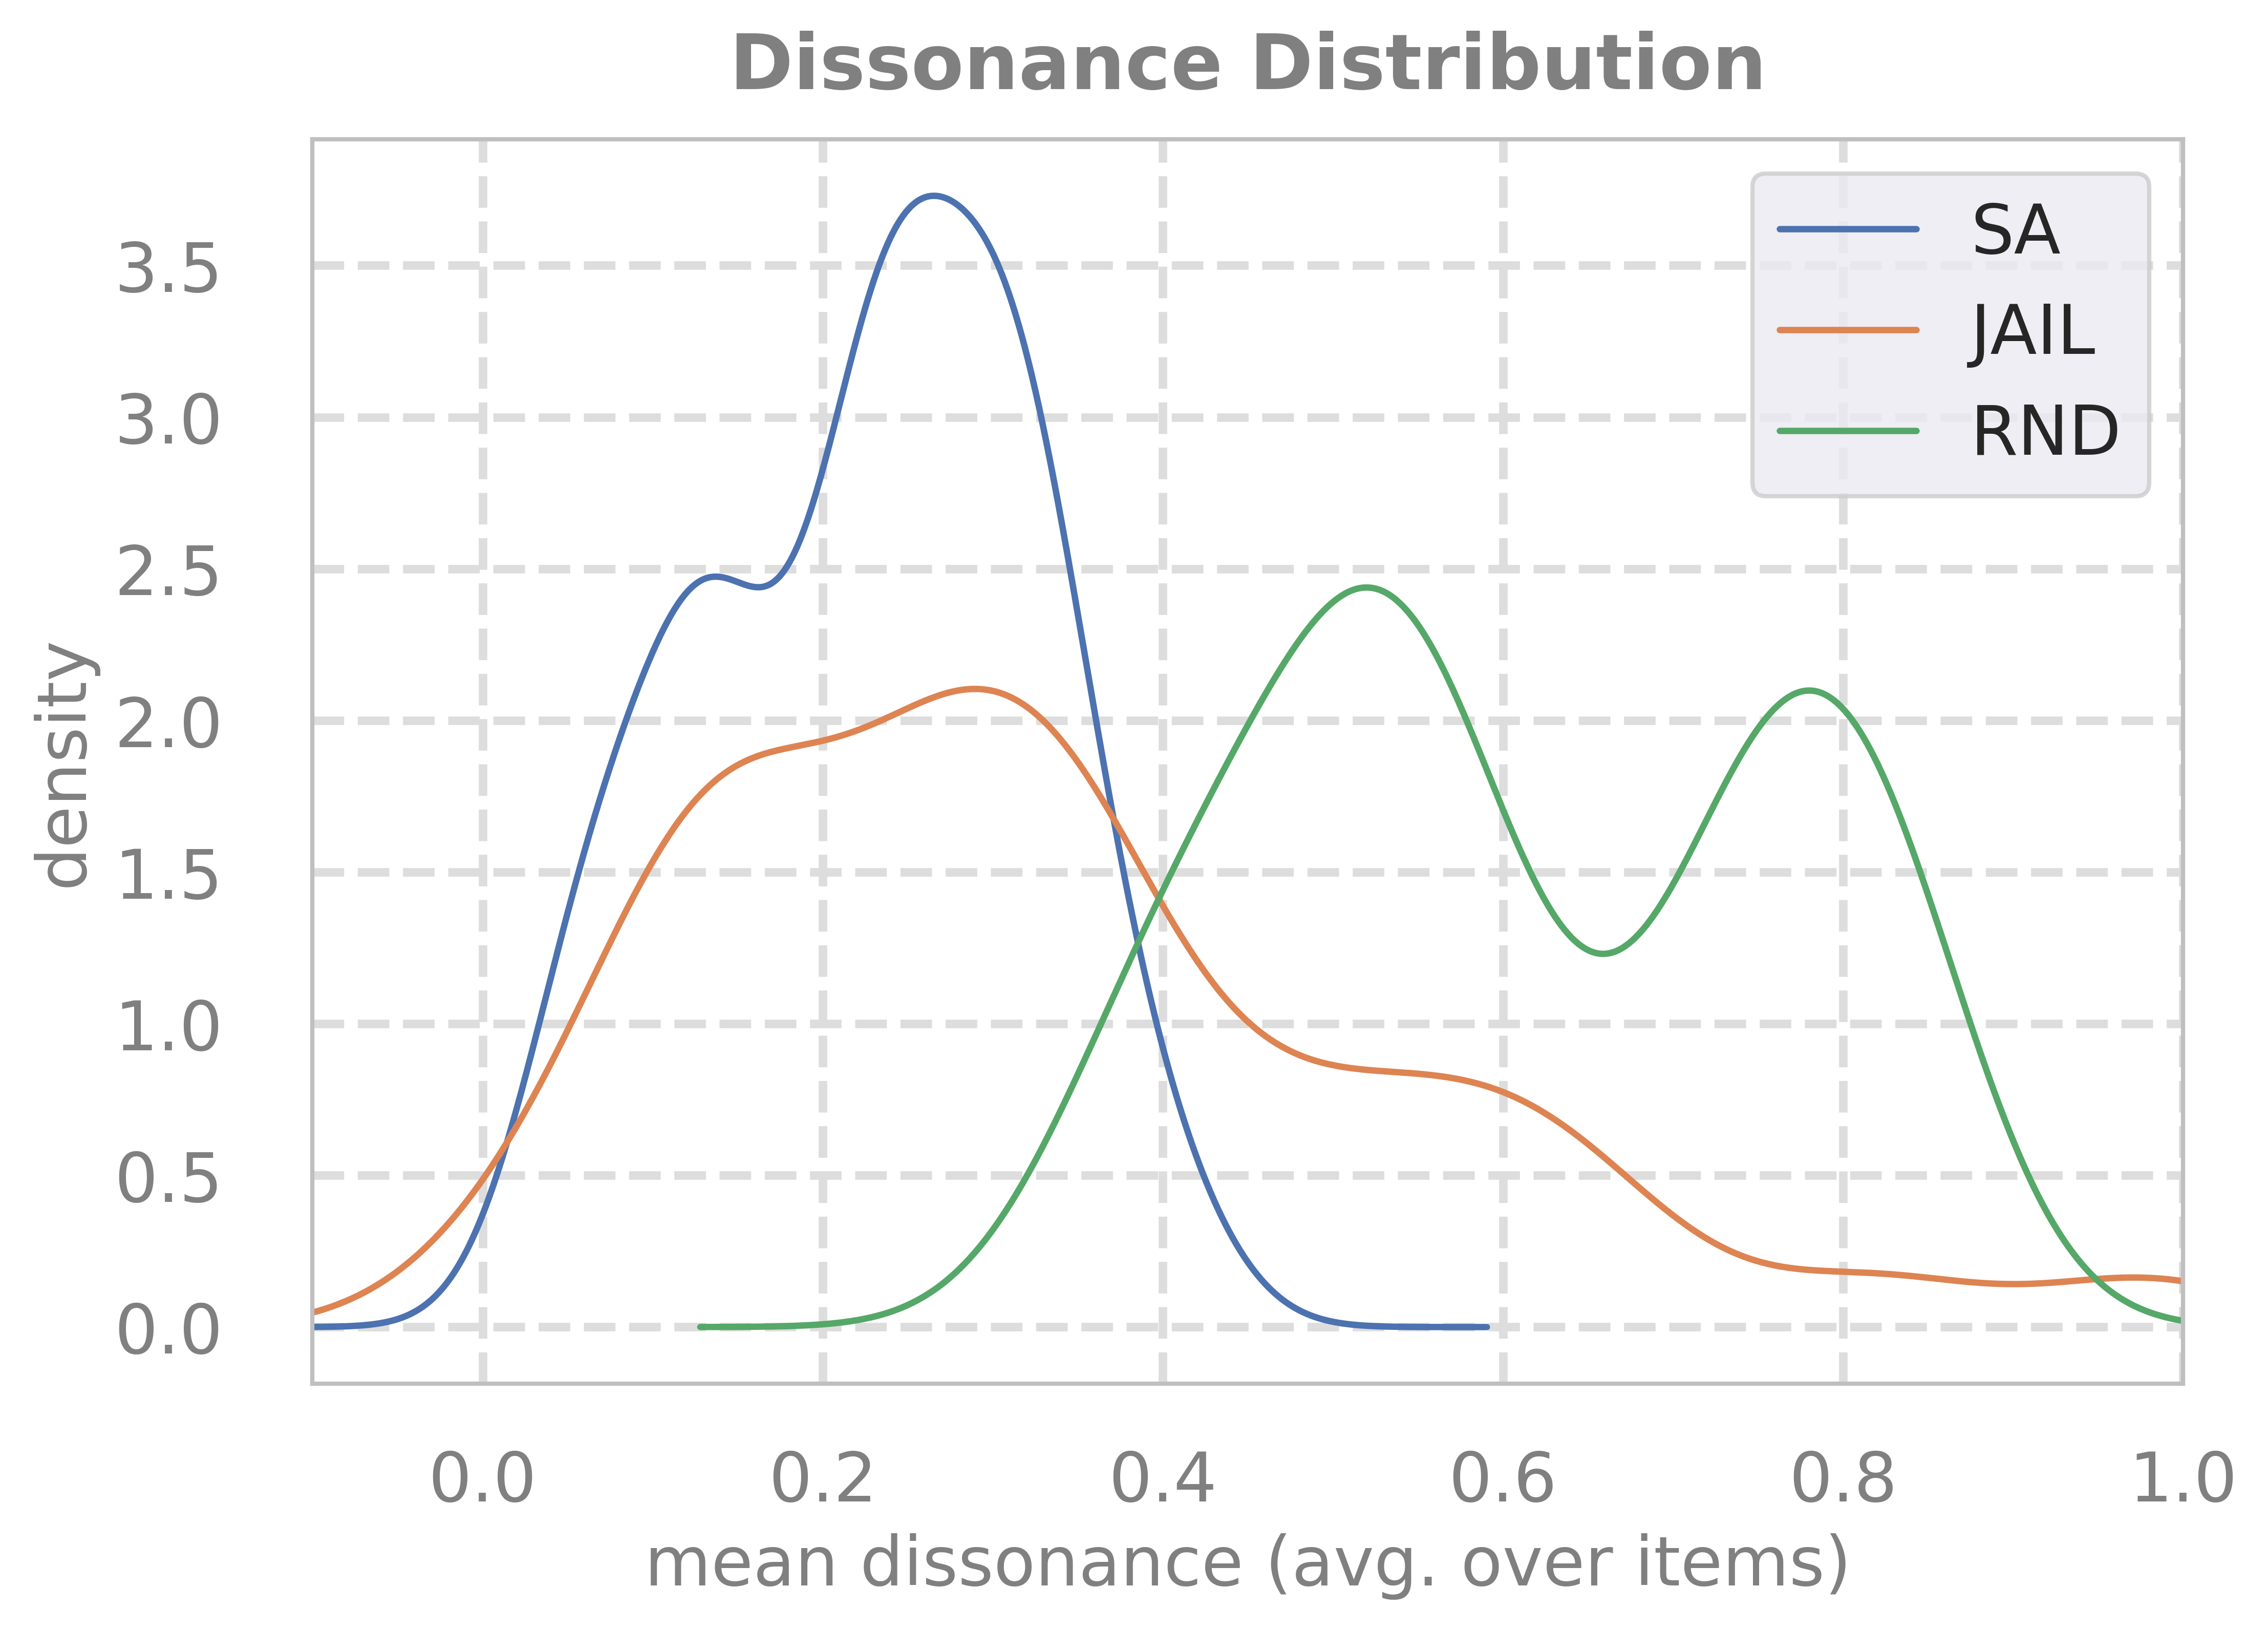 Dissonance Distribution
SA
JAIL
RND
density
3.5
3.0
2.5
2.0
1.5
1.0
0.5
0.0
0.0 0.2 0.4 0.6 0.8 1.0
mean dissonance (avg. over items)